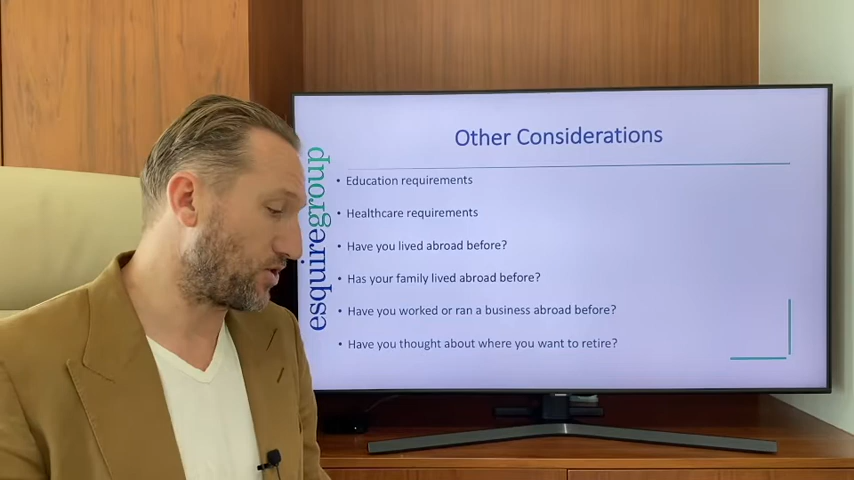 Other Considerations
esquiregroup
• Education requirements
• Healthcare requirements
• Have you lived abroad before?
• Has your family lived abroad before?
• Have you worked or ran a business abroad before?
• Have you thought about where you want to retire?